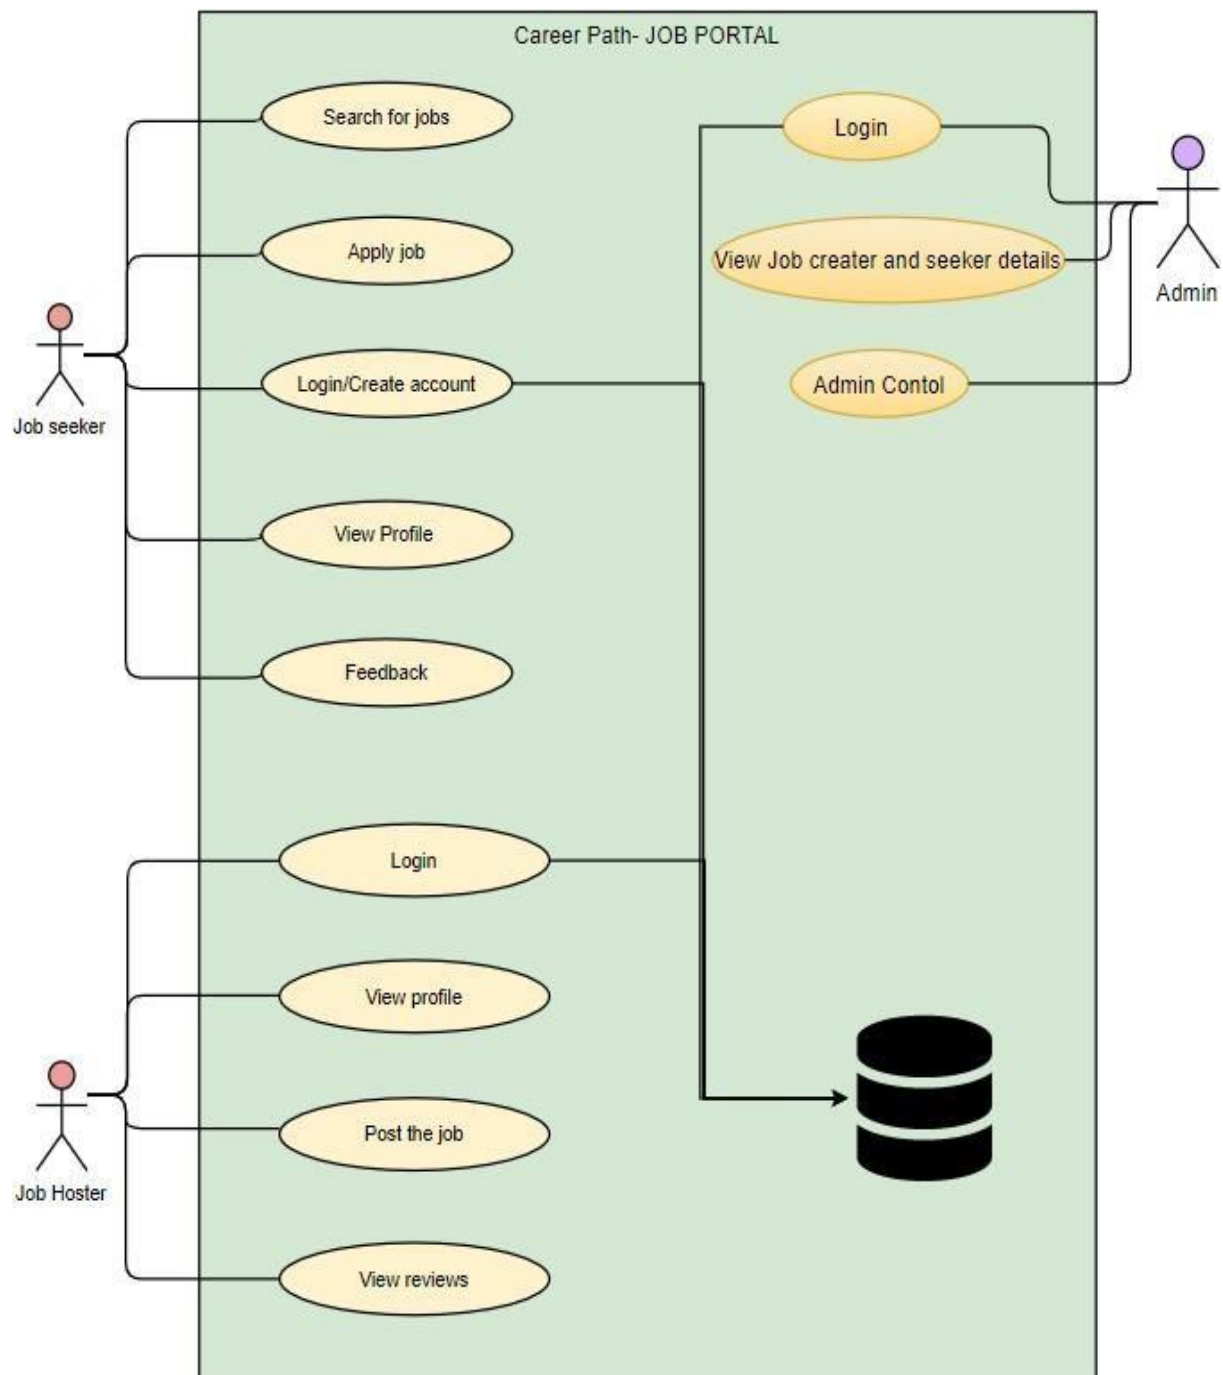 Career Path- JOB PORTAL
Search for jobs
Login
Apply job
View Job creater and seeker details
Admin
Login/Create account
Admin Contol
Job seeker
View Profile
Feedback
Login
View profile
Post the job
Job Hoster
View reviews